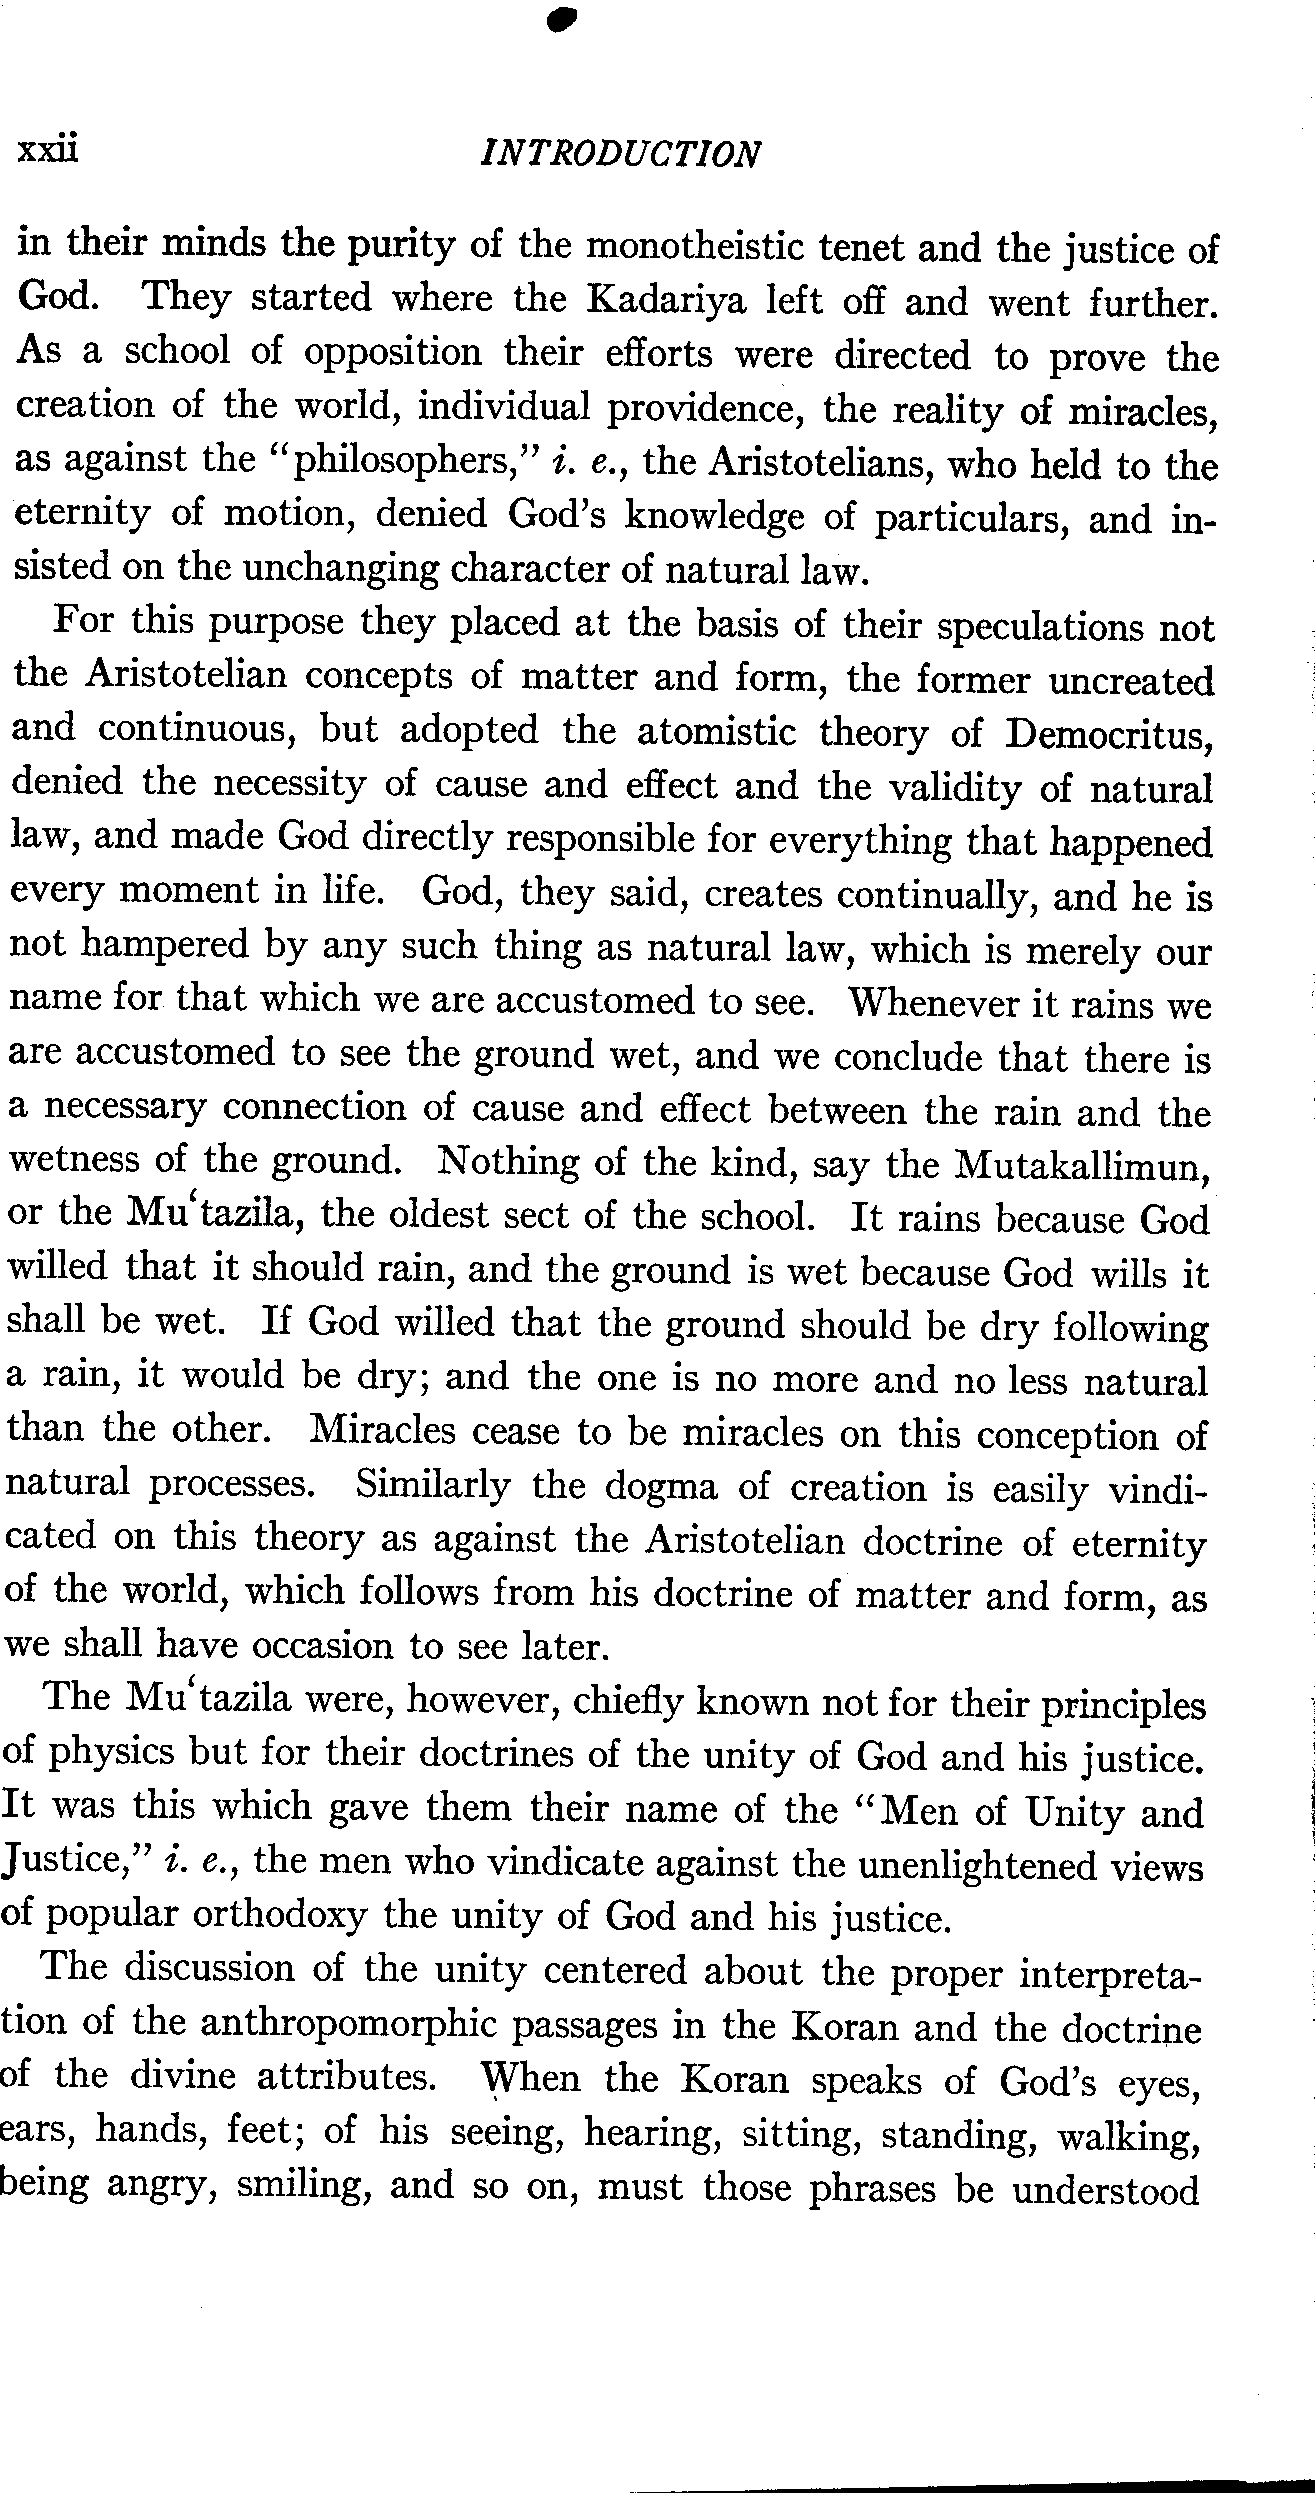 xxii INTRODUCTION
in their minds the purity of the monotheistic tenet and the justice of
God. They started where the Kadariya left off and went further.
As a school of opposition their efforts were directed to prove the
creation of the world, individual providence, the reality of miracles,
as against the “philosophers,” i. e., the Aristotelians, who held to the
eternity of motion, denied God's knowledge of particulars, and in-
sisted on the unchanging character of natural law.
For this purpose they placed at the basis of their speculations not
the Aristotelian concepts of matter and form, the former uncreated
and continuous, but adopted the atomistic theory of Democritus,
denied the necessity of cause and effect and the validity of natural
law, and made God directly responsible for everything that happened
every moment in life. God, they said, creates continually, and he is
not hampered by any such thing as natural law, which is merely our
name for that which we are accustomed to see. Whenever it rains we
are accustomed to see the ground wet, and we conclude that there is
a necessary connection of cause and effect between the rain and the
wetness of the ground. Nothing of the kind, say the Mutakallimun,
or the Muʿtazila, the oldest sect of the school. It rains because God
willed that it should rain, and the ground is wet because God wills it
shall be wet. If God willed that the ground should be dry following
a rain, it would be dry; and the one is no more and no less natural
than the other. Miracles cease to be miracles on this conception of
natural processes. Similarly the dogma of creation is easily vindi-
cated on this theory as against the Aristotelian doctrine of eternity
of the world, which follows from his doctrine of matter and form, as
we shall have occasion to see later.
The Muʿtazila were, however, chiefly known not for their principles
of physics but for their doctrines of the unity of God and his justice.
It was this which gave them their name of the “Men of Unity and
Justice,” i. e., the men who vindicate against the unenlightened views
of popular orthodoxy the unity of God and his justice.
The discussion of the unity centered about the proper interpreta-
tion of the anthropomorphic passages in the Koran and the doctrine
of the divine attributes. When the Koran speaks of God's eyes,
ears, hands, feet; of his seeing, hearing, sitting, standing, walking,
being angry, smiling, and so on, must those phrases be understood